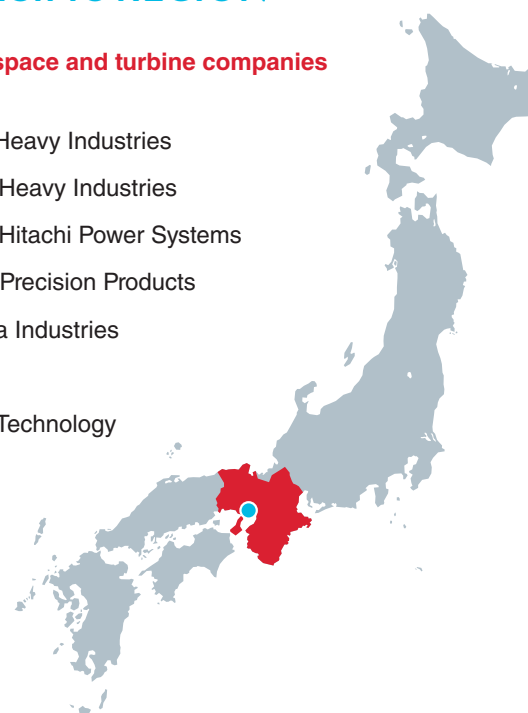 space and turbine companies
Heavy Industries
Heavy Industries
Hitachi Power Systems
Precision Products
a Industries
Technology